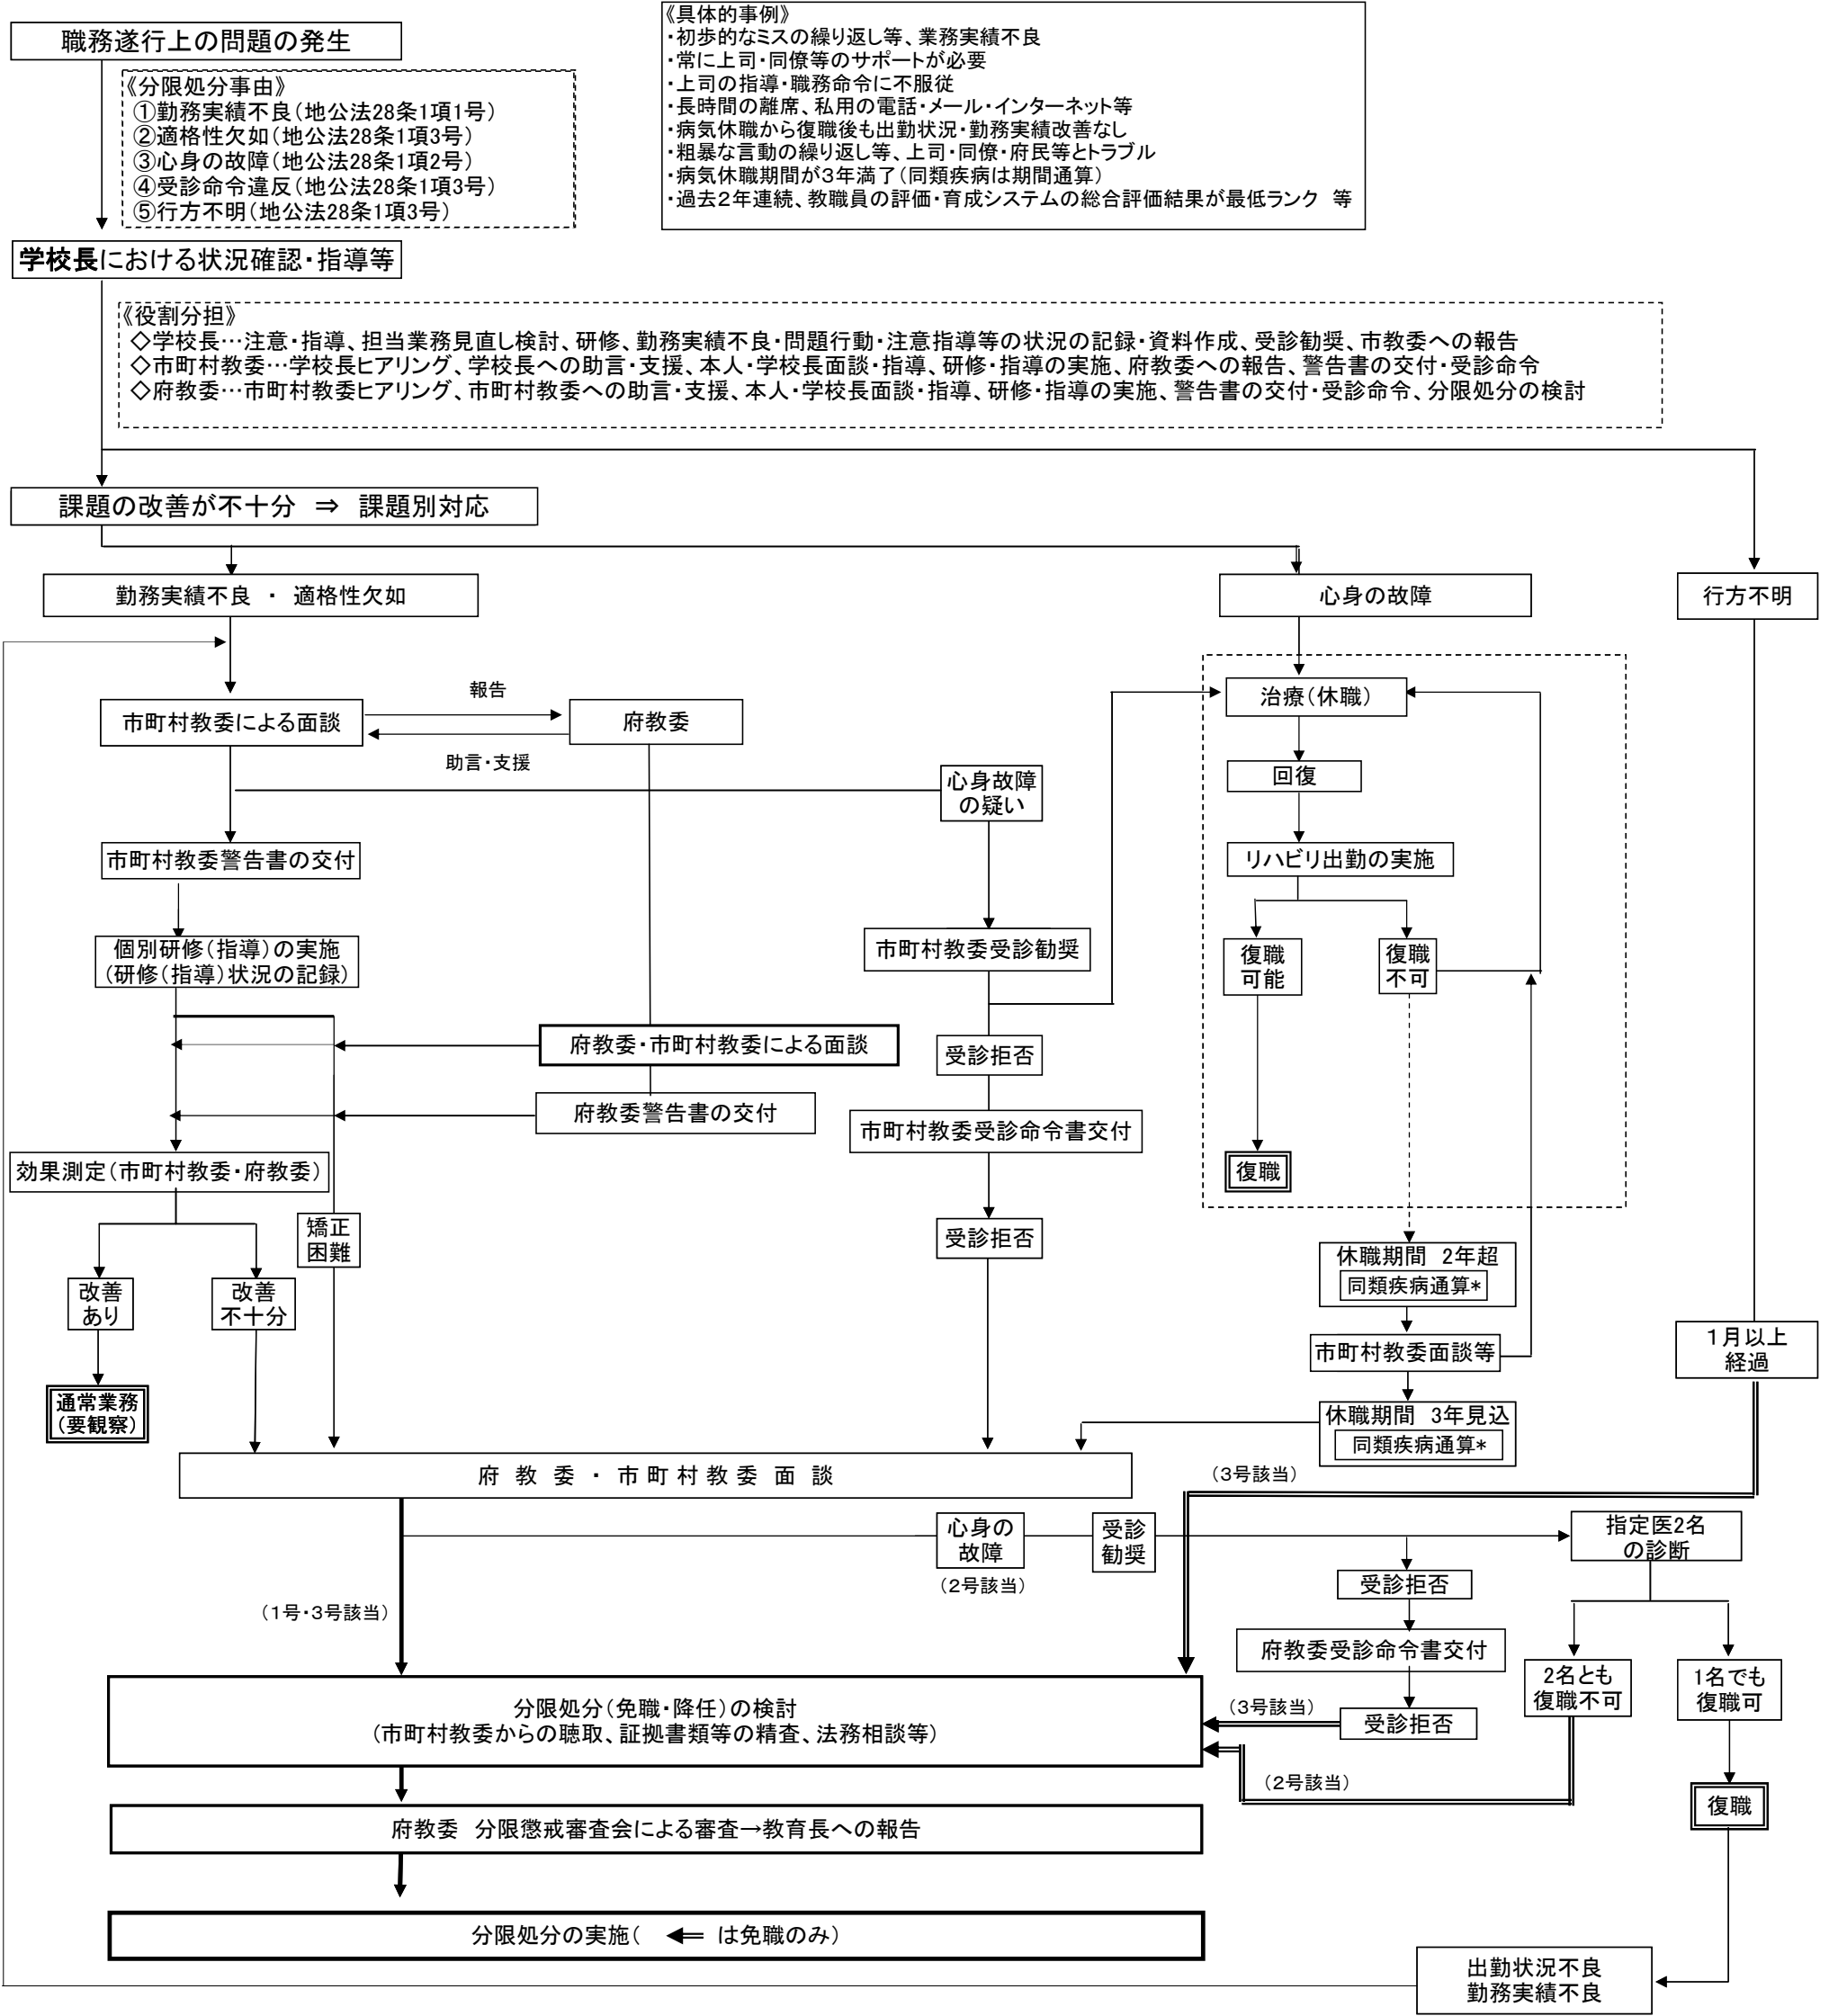 職務遂行上の問題の発生
《具体的事例》
・初歩的なミスの繰り返し等、業務実績不良
・常に上司・同僚等のサポートが必要
・上司の指導・職務命令に不服従
・長時間の離席、私用の電話・メール・インターネット等
・病気休職から復職後も出勤状況・勤務実績改善なし
・粗暴な言動の繰り返し等、上司・同僚・府民等とトラブル
・病気休職期間が３年満了（同類疾病は期間通算）
・過去２年連続、教職員の評価・育成システムの総合評価結果が最低ランク　等
《分限処分事由》
①勤務実績不良（地公法28条1項1号）
②適格性欠如（地公法28条1項3号）
③心身の故障（地公法28条1項2号）
④受診命令違反（地公法28条1項3号）
⑤行方不明（地公法28条1項3号）
学校長における状況確認・指導等
《役割分担》
◇学校長…注意・指導、担当業務見直し検討、研修、勤務実績不良・問題行動・注意指導等の状況の記録・資料作成、受診勧奨、市教委への報告
◇市町村教委…学校長ヒアリング、学校長への助言・支援、本人・学校長面談・指導、研修・指導の実施、府教委への報告、警告書の交付・受診命令
◇府教委…市町村教委ヒアリング、市町村教委への助言・支援、本人・学校長面談・指導、研修・指導の実施、警告書の交付・受診命令、分限処分の検討
課題の改善が不十分　⇒　課題別対応
勤務実績不良　・　適格性欠如
心身の故障
行方不明
市町村教委による面談
報告
府教委
助言・支援
治療（休職）
回復
心身故障
の疑い
市町村教委警告書の交付
リハビリ出勤の実施
個別研修（指導）の実施
（研修（指導）状況の記録）
市町村教委受診勧奨
復職
可能
復職
不可
府教委・市町村教委による面談
受診拒否
府教委警告書の交付
市町村教委受診命令書交付
効果測定（市町村教委・府教委）
復職
矯正
困難
受診拒否
休職期間　2年超
同類疾病通算*
改善
あり
改善
不十分
市町村教委面談等
１月以上
経過
通常業務
（要観察）
休職期間　3年見込
同類疾病通算*
府　教　委　・　市 町 村 教 委　面　談
（３号該当）
心身の
故障
（２号該当）
受診
勧奨
指定医2名
の診断
受診拒否
（１号・３号該当）
府教委受診命令書交付
2名とも
復職不可
1名でも
復職可
分限処分（免職・降任）の検討
（市町村教委からの聴取、証拠書類等の精査、法務相談等）
（３号該当）
受診拒否
（２号該当）
復職
府教委　分限懲戒審査会による審査→教育長への報告
分限処分の実施（　⇐　は免職のみ）
出勤状況不良
勤務実績不良